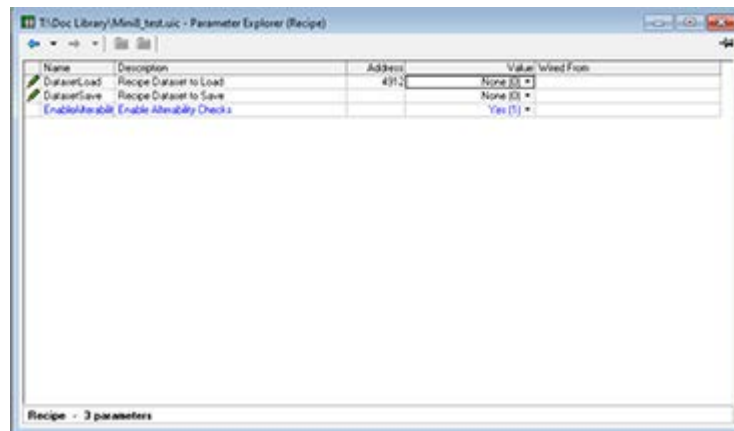 T:\Doc Library\Mini8_test.uic - Parameter Explorer (Recipe)
Name Description Address Value Wired From
DatasetLoad Recipe Dataset to Load 4912 None (0)
DatasetSave Recipe Dataset to Save None (0)
EnableAlterabilit Enable Alterability Checks Yes (1)
Recipe - 3 parameters